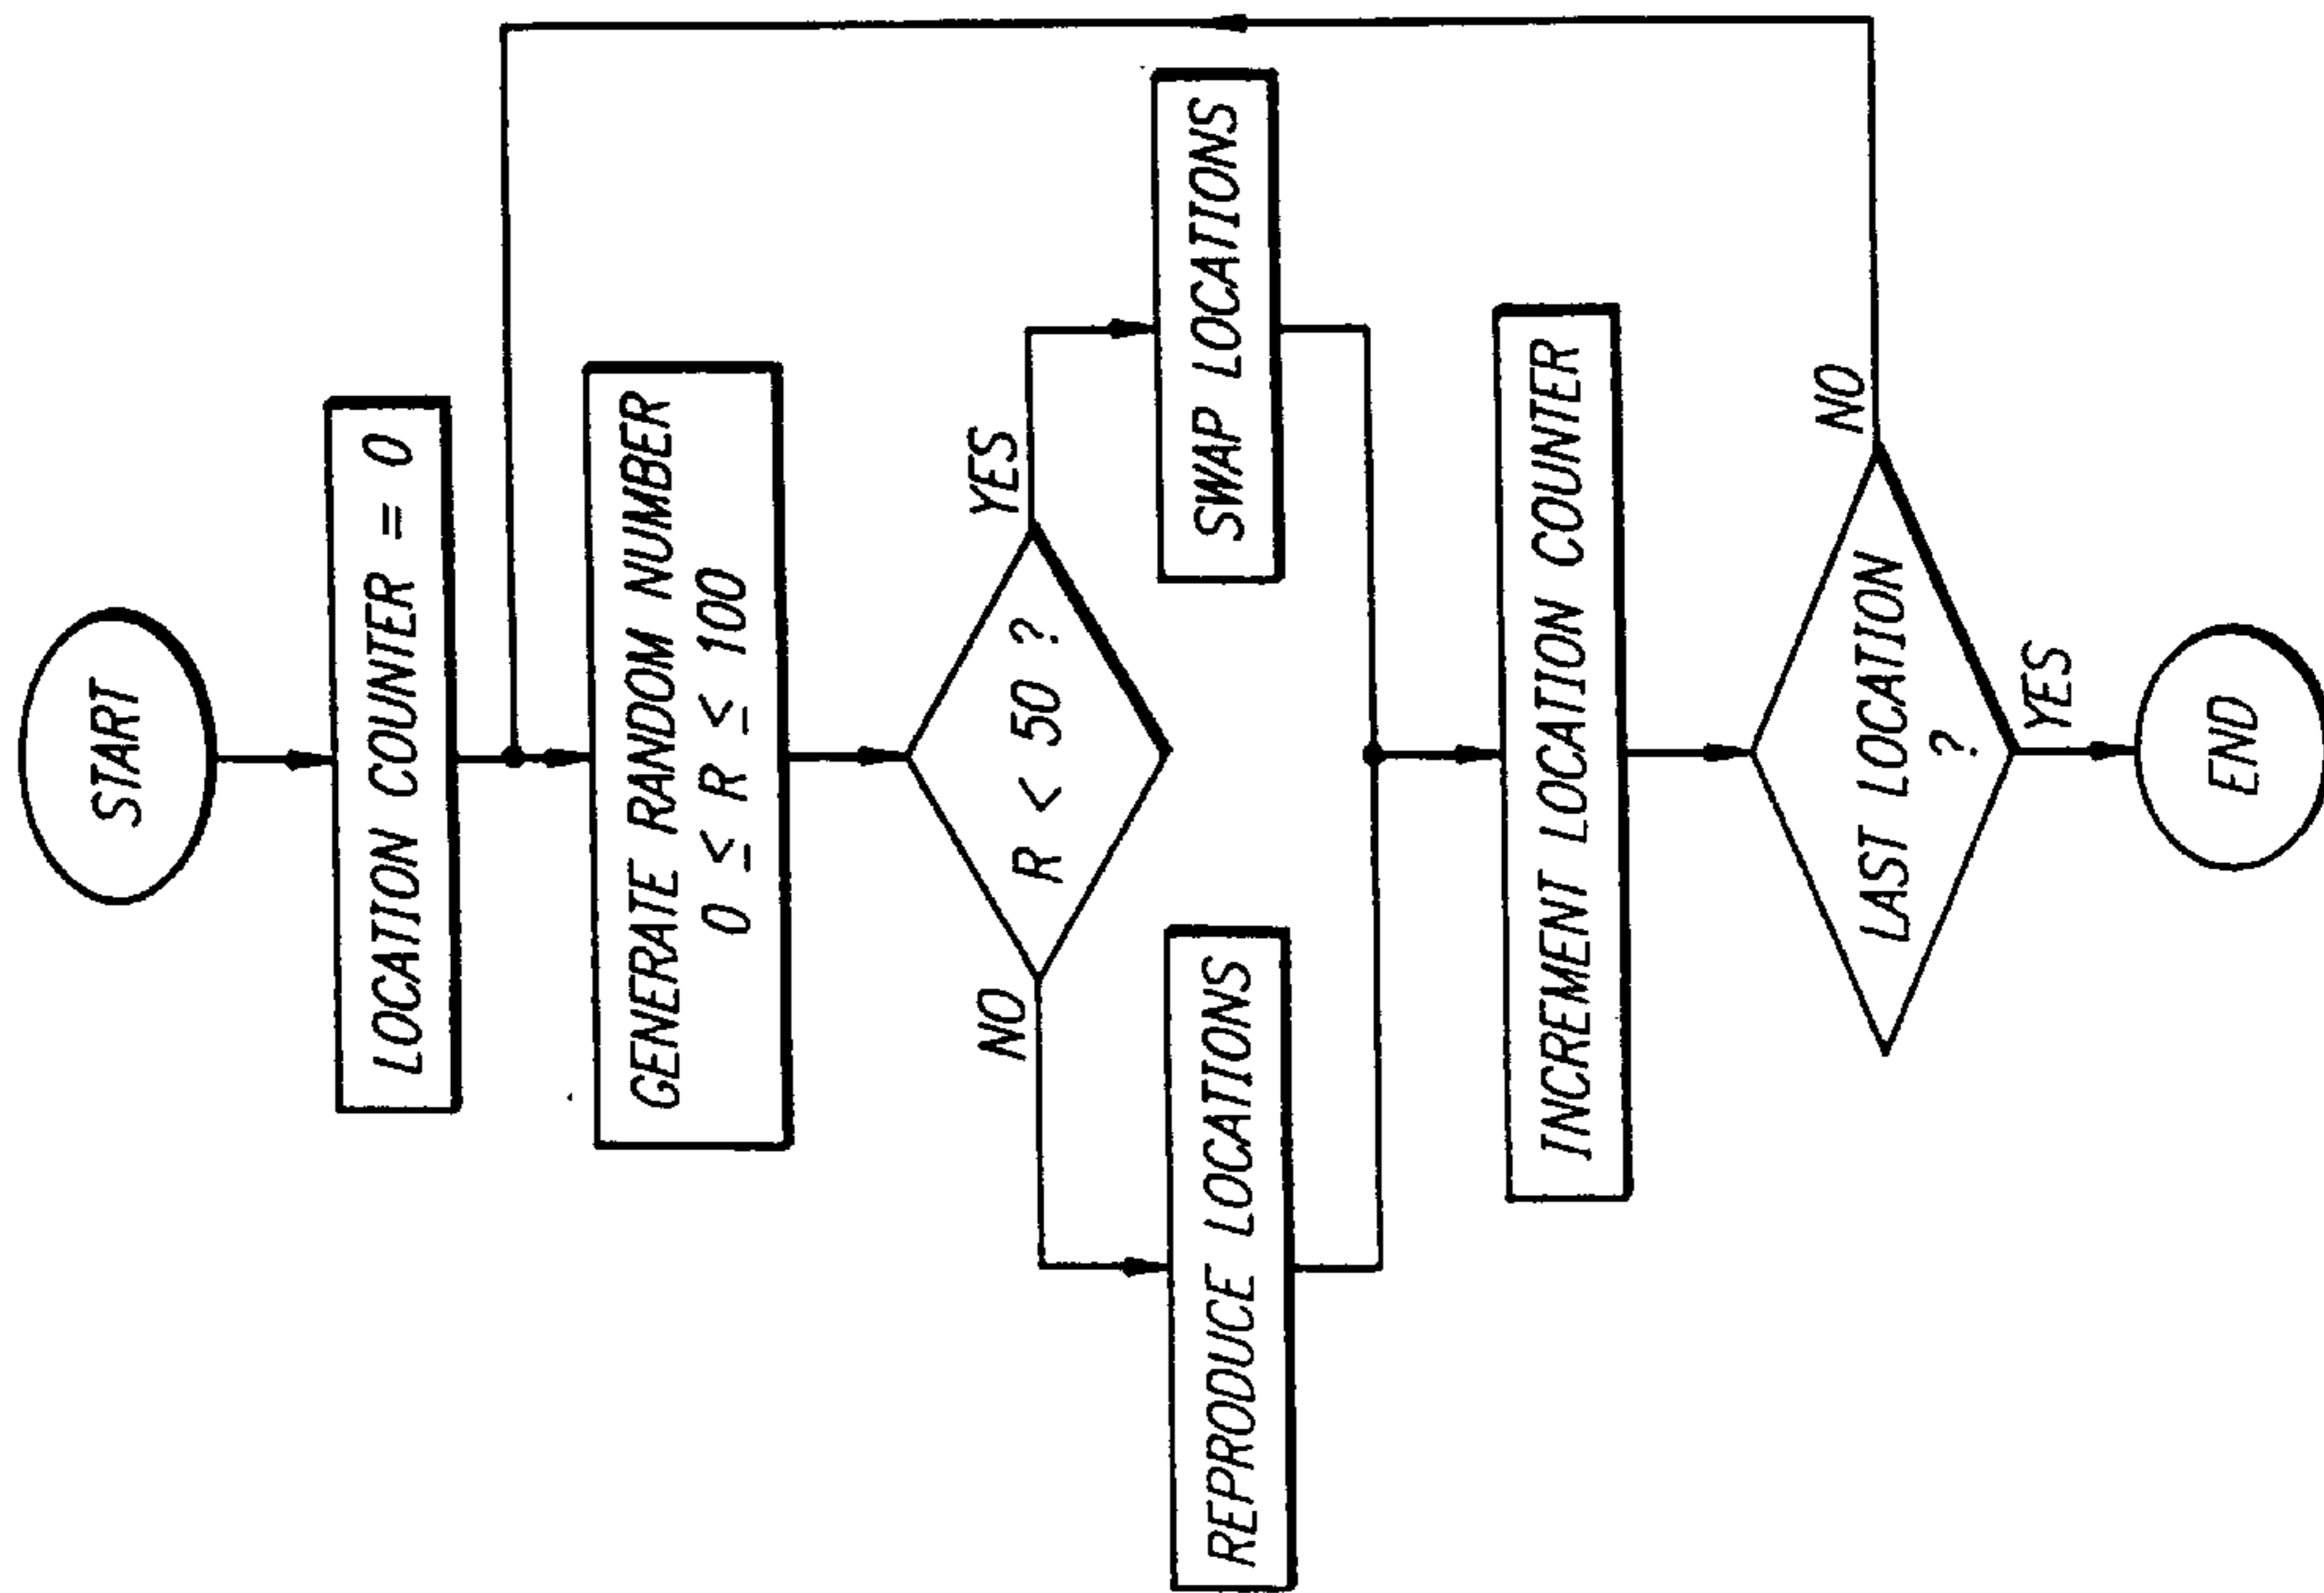 START
LOCATION COUNTER = 0
GENERATE RANDOM NUMBER
0 ≤ R ≤ 100
R < 50 ?
NO
YES
REPRODUCE LOCATIONS
SWAP LOCATIONS
INCREMENT LOCATION COUNTER
LAST LOCATION
?
NO
YES
END